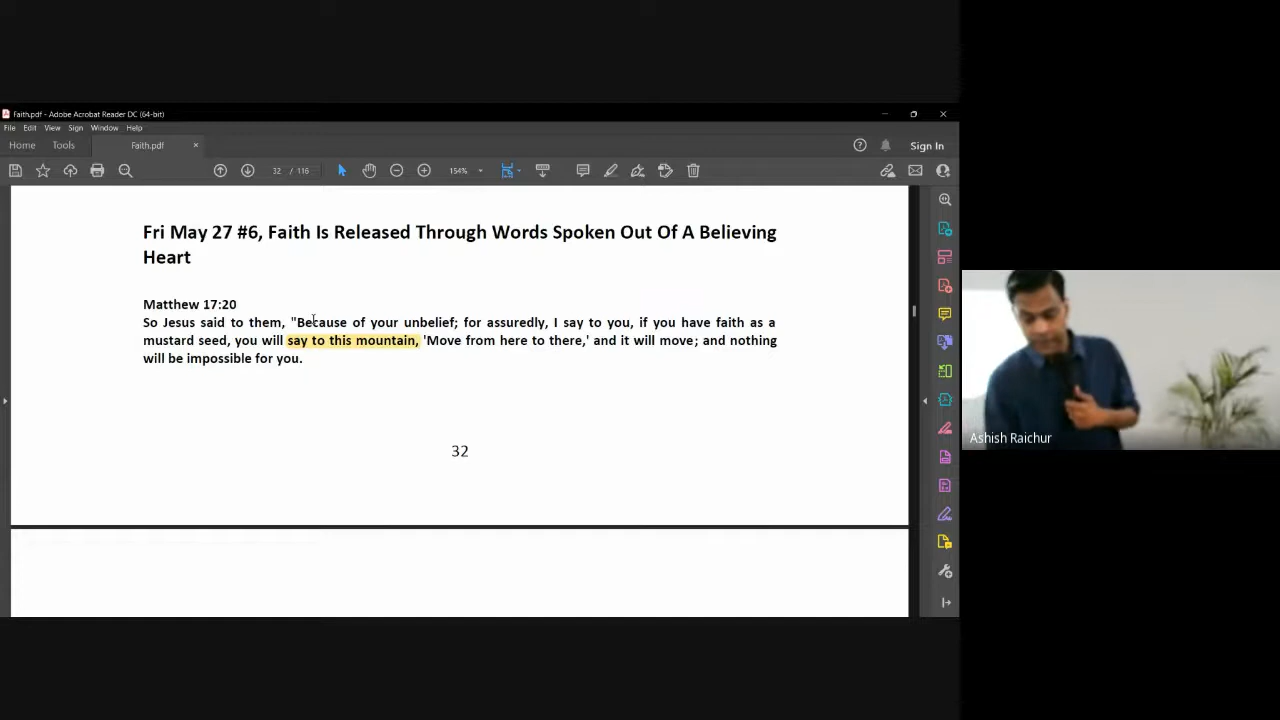 Faith.pdf - Adobe Acrobat Reader DC (64-bit)
File Edit View Sign Window Help
Home Tools Faith.pdf × Sign In
32 / 116 154%
Fri May 27 #6, Faith Is Released Through Words Spoken Out Of A Believing
Heart
Matthew 17:20
So Jesus said to them, "Because of your unbelief; for assuredly, I say to you, if you have faith as a
mustard seed, you will say to this mountain, 'Move from here to there,' and it will move; and nothing
will be impossible for you.
32
Ashish Raichur